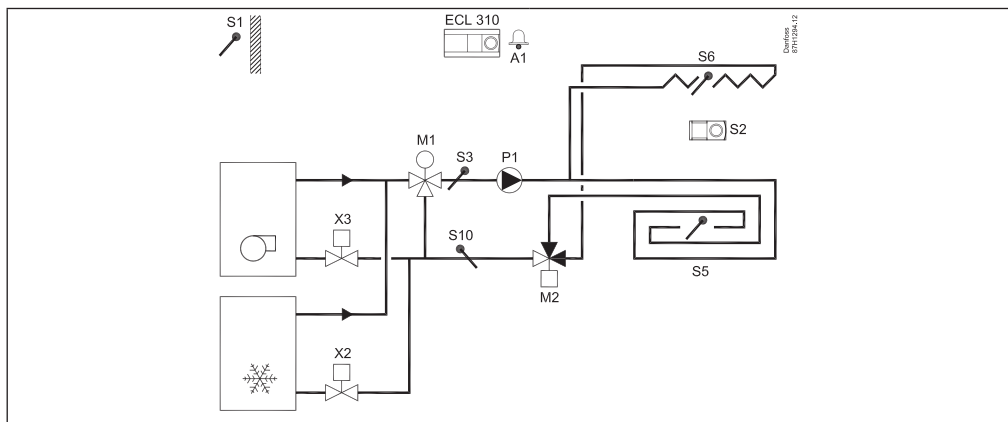 S1
ECL 310
A1
Danfoss
87H1294.12
S6
S2
M1
S3
P1
X3
S10
M2
S5
X2